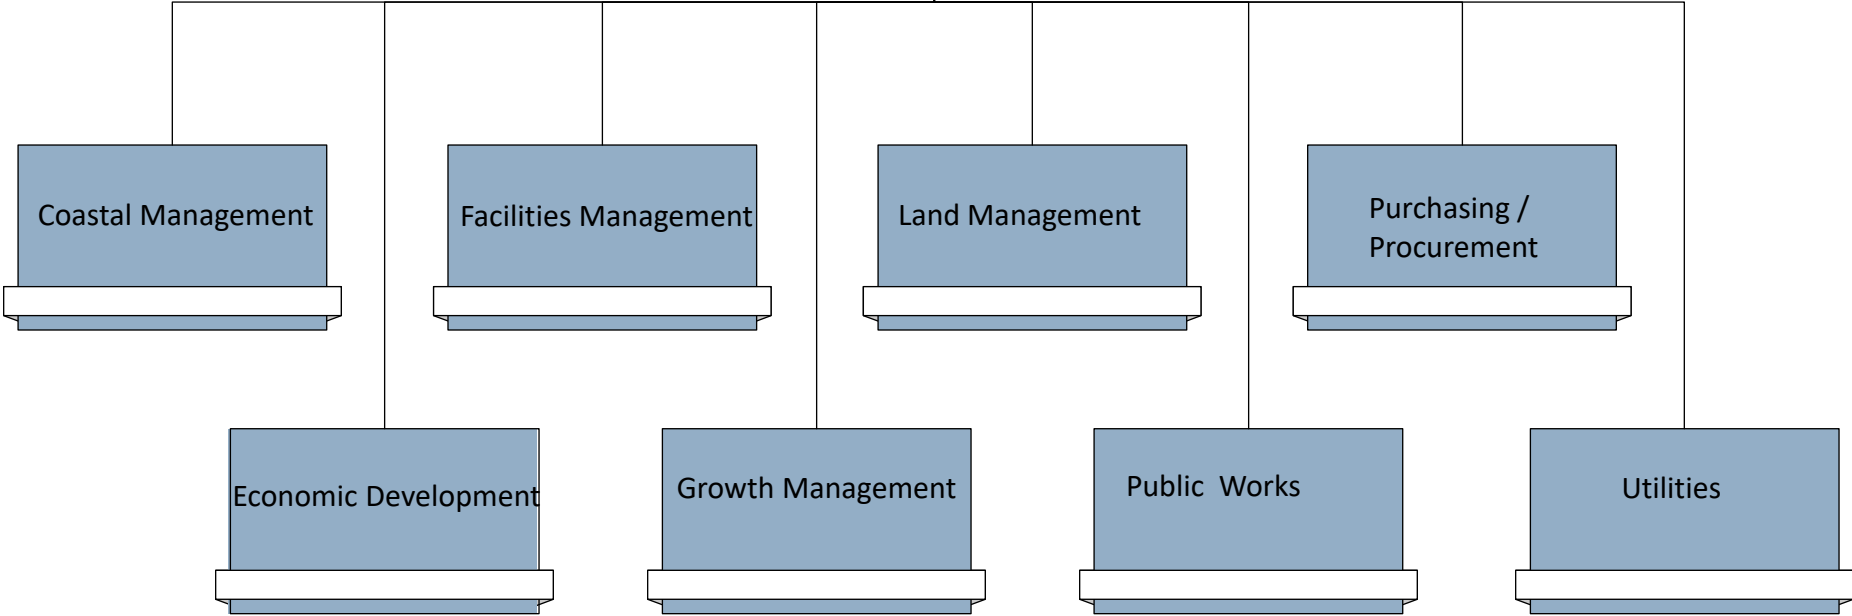 Coastal Management
Facilities Management
Land Management
Purchasing /
Procurement
Economic Development
Growth Management
Public  Works
Utilities